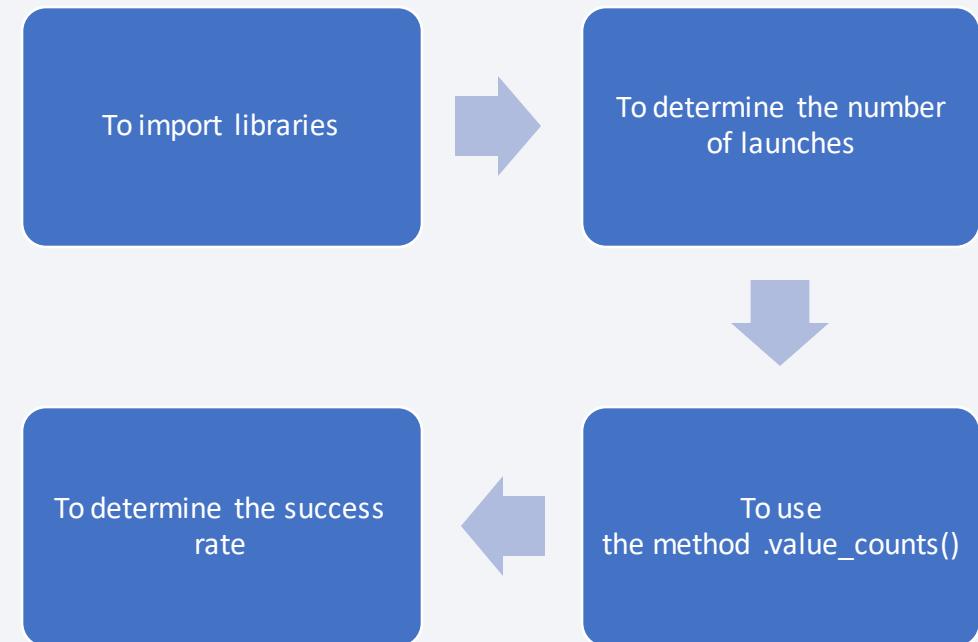 To import libraries
To determine the number
of launches
To use
the method .value_counts()
To determine the success
rate